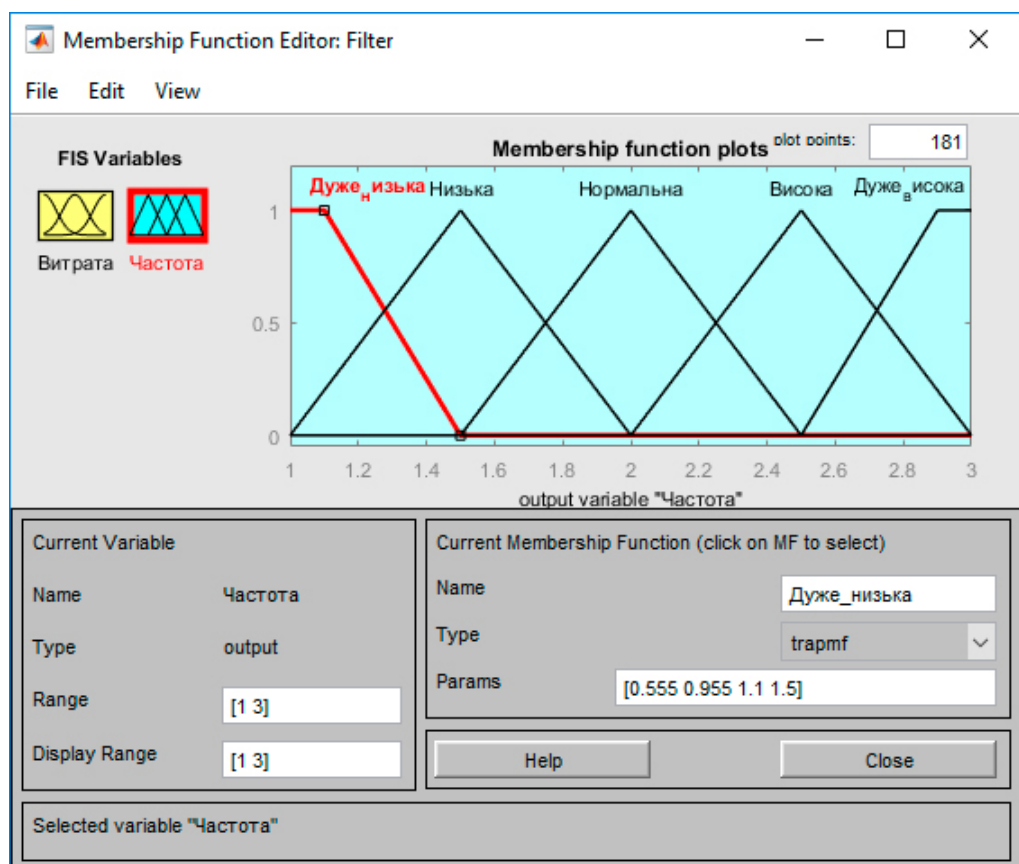 Membership Function Editor: Filter
File Edit View
FIS Variables
Витрата Частота
Membership function plots plot points: 181
Дуже_низька Низька Нормальна Висока Дуже_висока
1
0.5
0
1 1.2 1.4 1.6 1.8 2 2.2 2.4 2.6 2.8 3
output variable "Частота"
Current Variable
Name Частота
Type output
Range [1 3]
Display Range [1 3]
Current Membership Function (click on MF to select)
Name Дуже_низька
Type trapmf
Params [0.555 0.955 1.1 1.5]
Help Close
Selected variable "Частота"